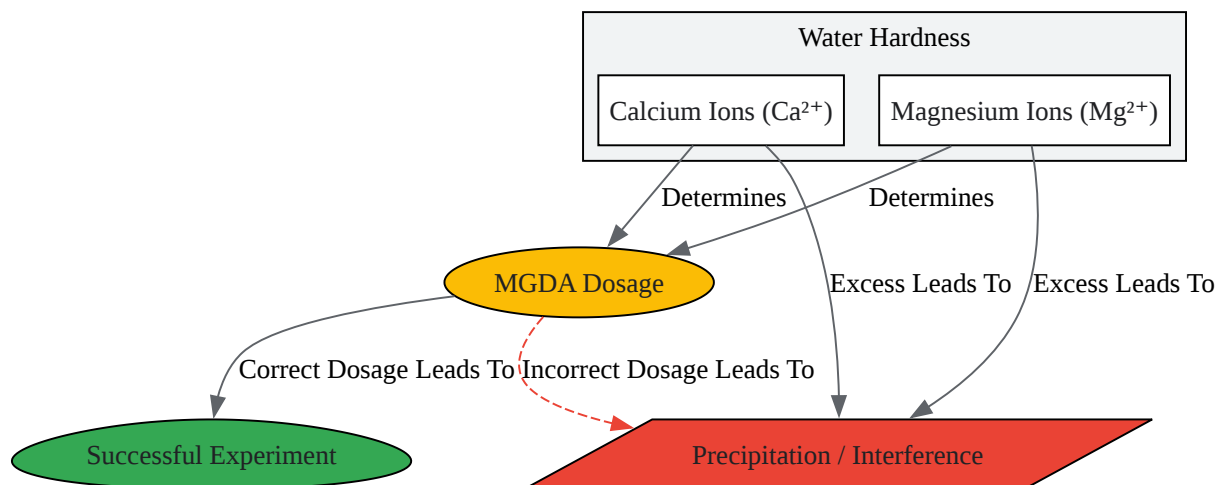 Water Hardness
Calcium Ions (Ca²⁺)
Magnesium Ions (Mg²⁺)
Determines
Determines
MGDA Dosage
Excess Leads To
Excess Leads To
Correct Dosage Leads To
Incorrect Dosage Leads To
Successful Experiment
Precipitation / Interference